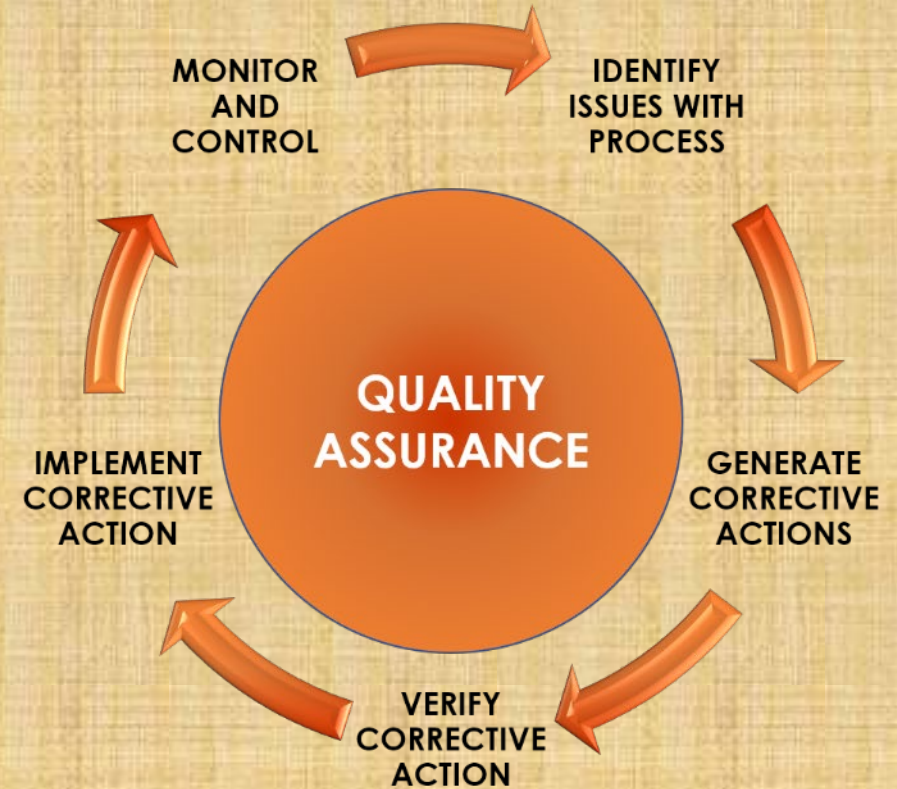 MONITOR
AND
CONTROL
IDENTIFY
ISSUES WITH
PROCESS
QUALITY
ASSURANCE
GENERATE
CORRECTIVE
ACTIONS
VERIFY
CORRECTIVE
ACTION
IMPLEMENT
CORRECTIVE
ACTION